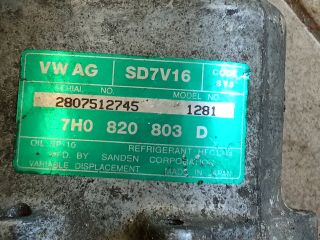 VW AG SD7V16
SERIAL NO. MODEL NO.
2807512745 1281
7H0 820 803 D
REFRIGERANT
MFD. BY SANDEN CORPORATION
VARIABLE DISPLACEMENT MADE IN JAPAN